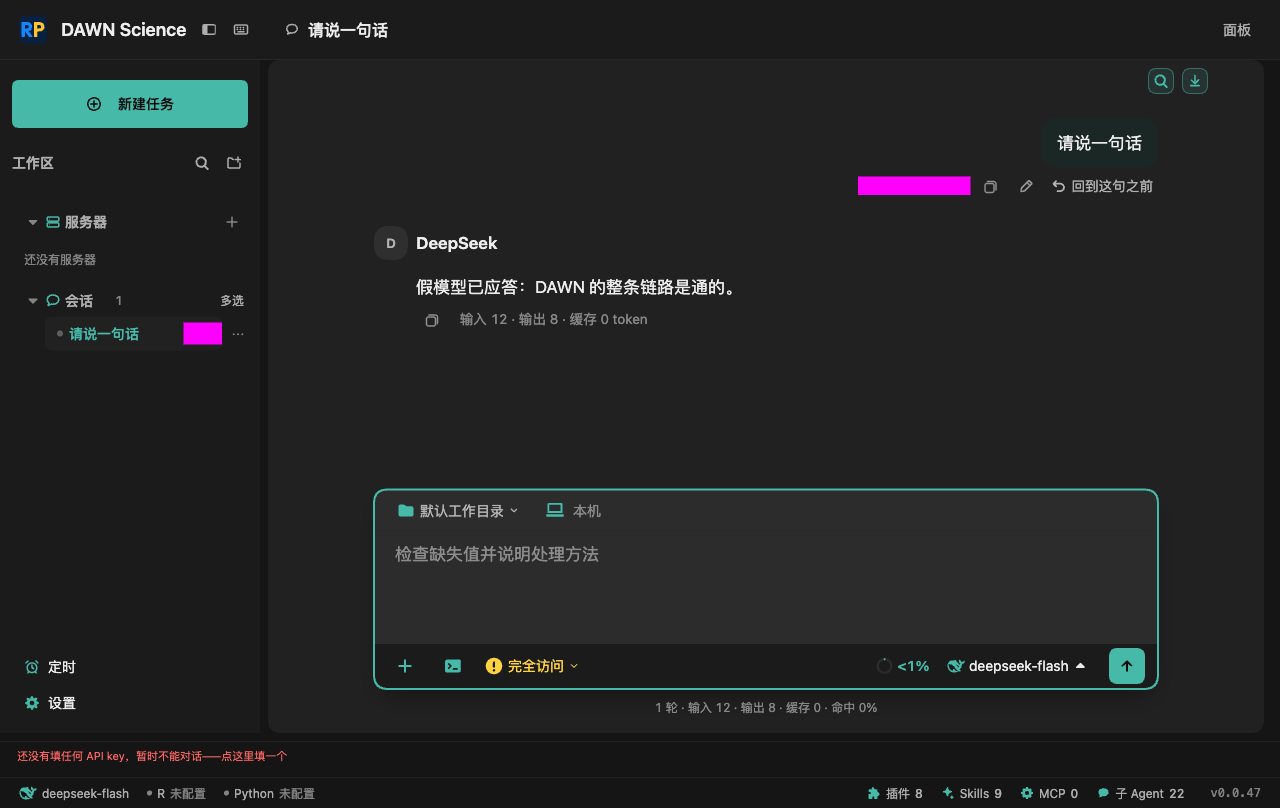 RP DAWN Science 请说一句话 面板
新建任务
工作区
服务器
还没有服务器
会话 1 多选
请说一句话
定时
设置
请说一句话
回到这句之前
D DeepSeek
假模型已应答：DAWN 的整条链路是通的。
输入 12 · 输出 8 · 缓存 0 token
默认工作目录 本机
检查缺失值并说明处理方法
完全访问 <1% deepseek-flash
1 轮 · 输入 12 · 输出 8 · 缓存 0 · 命中 0%
还没有填任何 API key，暂时不能对话——点这里填一个
deepseek-flash R 未配置 Python 未配置 插件 8 Skills 9 MCP 0 子 Agent 22 v0.0.47